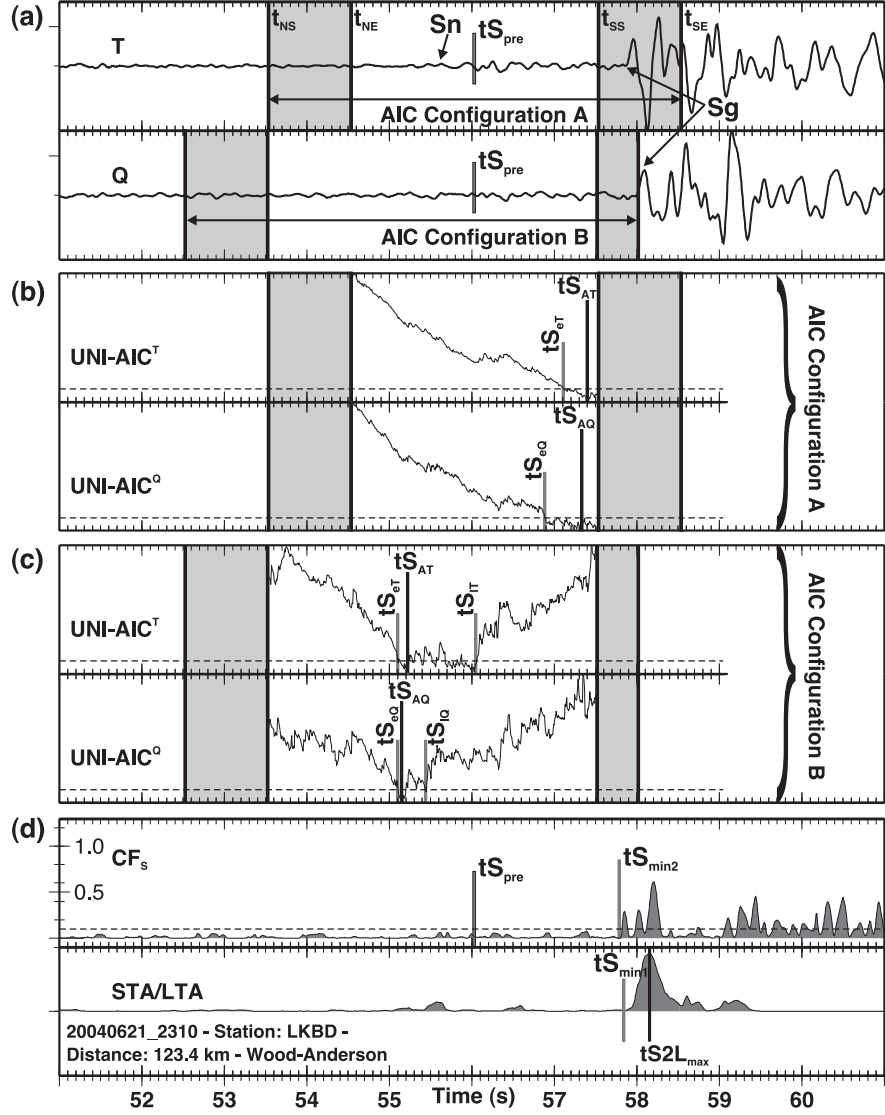 (a)
T
t_NS
t_NE
Sn
tS_pre
t_SS
t_SE
AIC Configuration A
Sg
Q
tS_pre
AIC Configuration B
(b)
UNI-AIC^T
tS_eT
tS_AT
UNI-AIC^Q
tS_eQ
tS_AQ
AIC Configuration A
(c)
UNI-AIC^T
tS_eT
tS_AT
tS_lT
UNI-AIC^Q
tS_eQ
tS_AQ
tS_lQ
AIC Configuration B
(d)
1.0
0.5
CF_S
tS_pre
tS_min2
STA/LTA
tS_min1
tS2L_max
20040621_2310 - Station: LKBD -
Distance: 123.4 km - Wood-Anderson
52 53 54 55 Time (s) 57 58 59 60